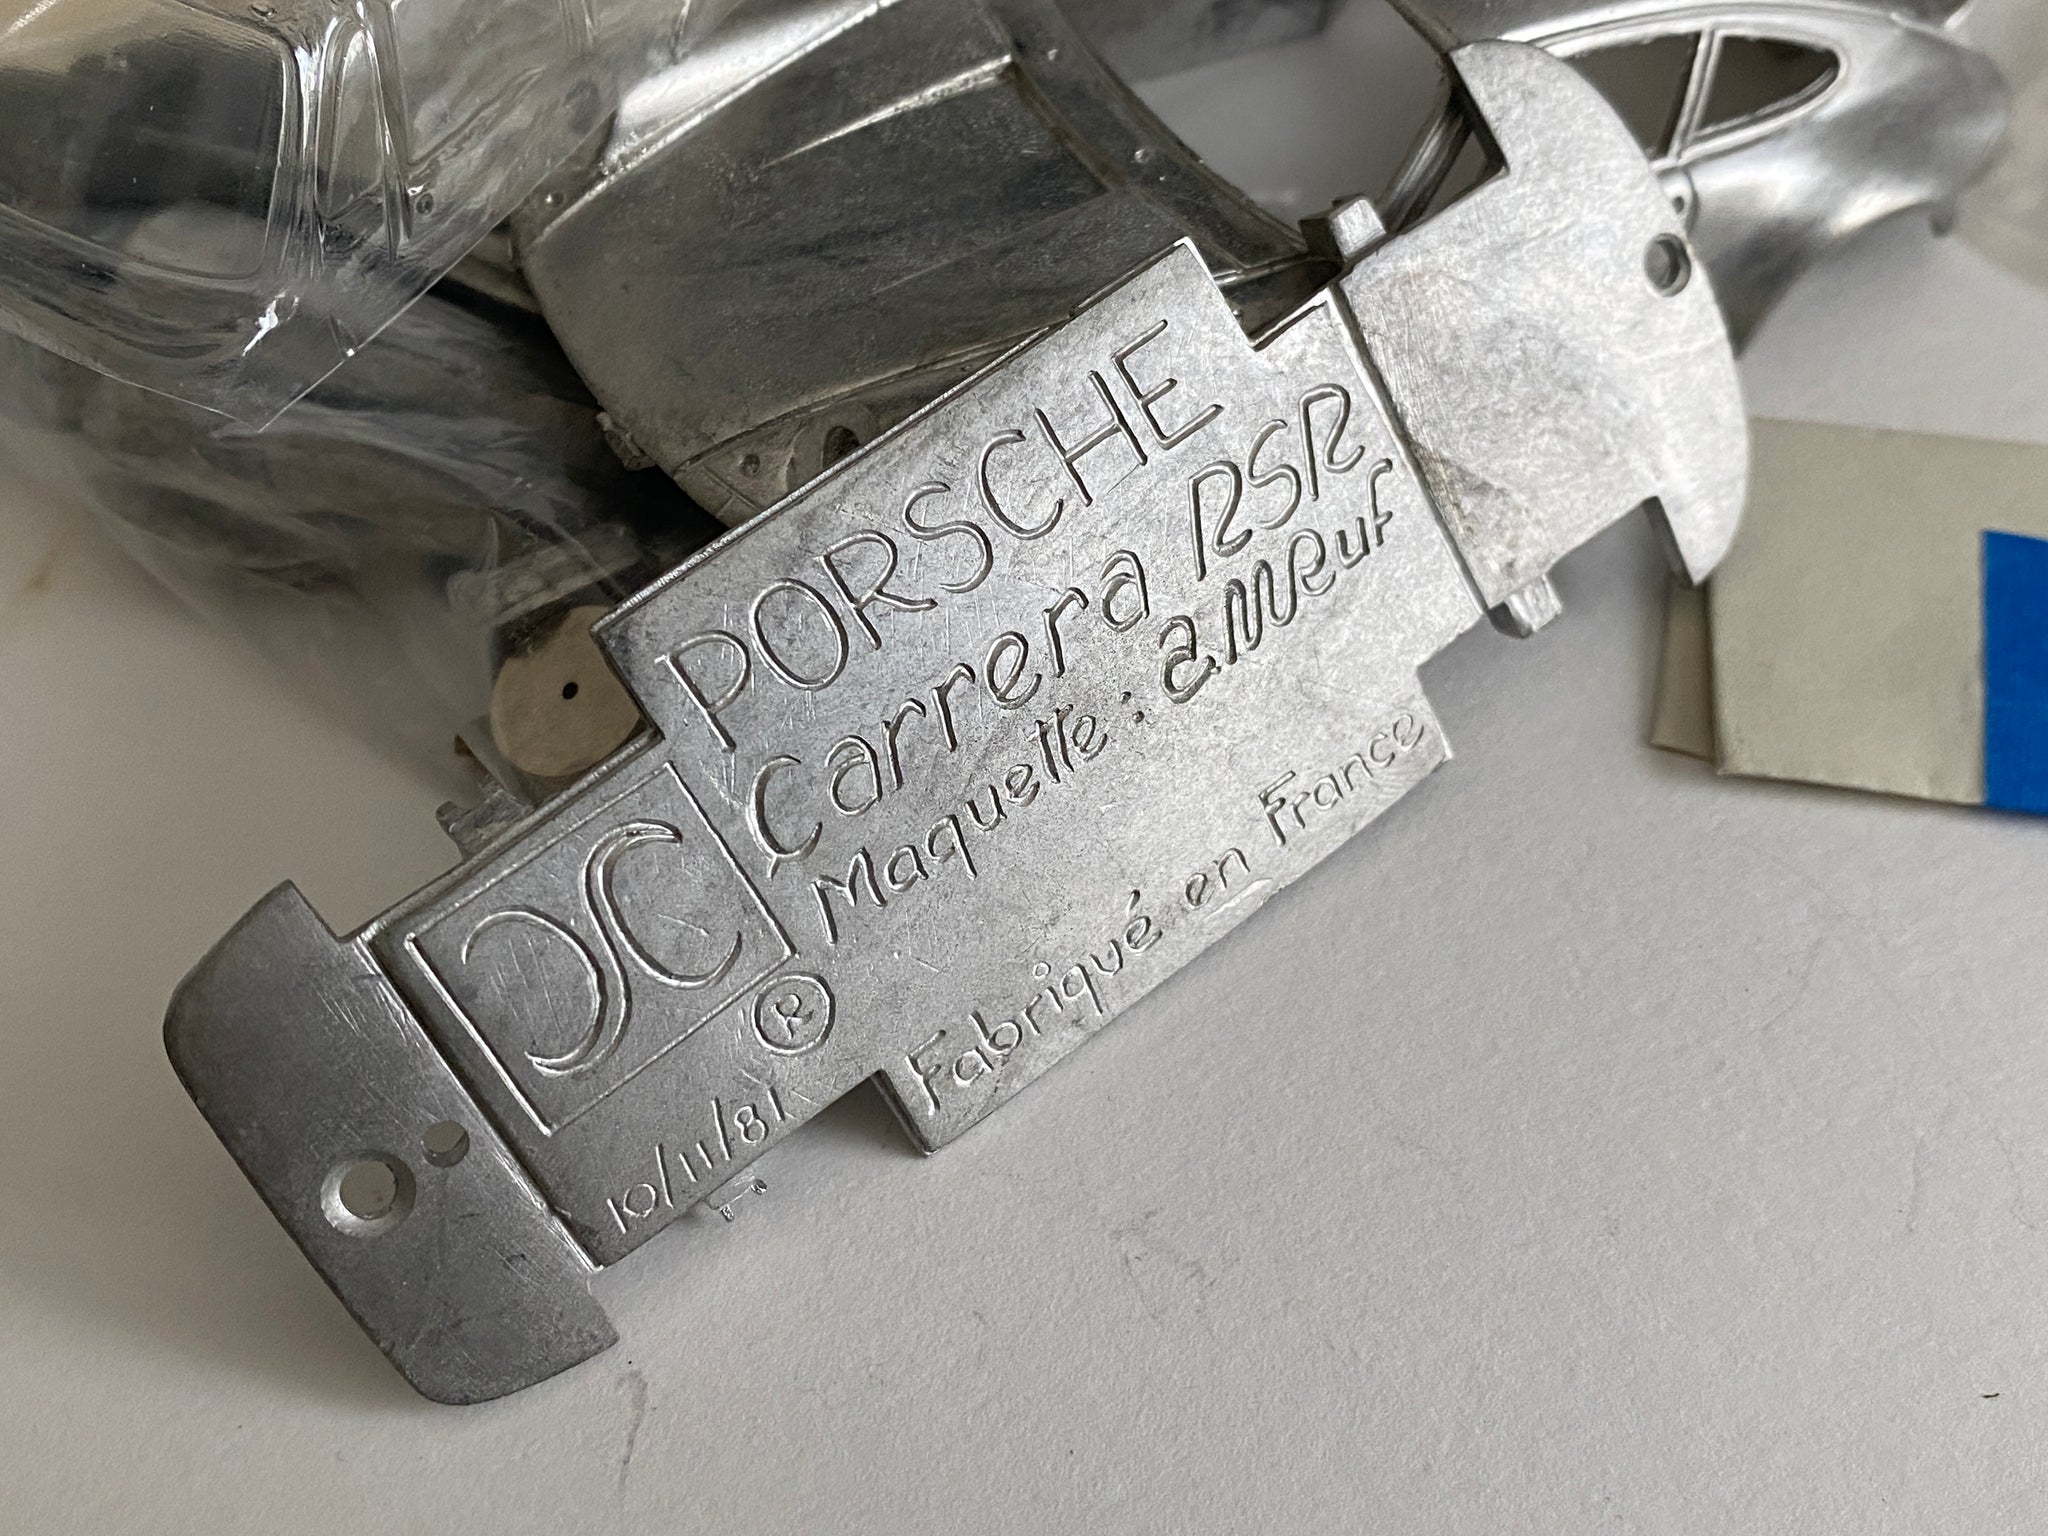 PORSCHE
Carrera RSR
Maquette : a.meuf
Fabriqué en France
®
10/11/81